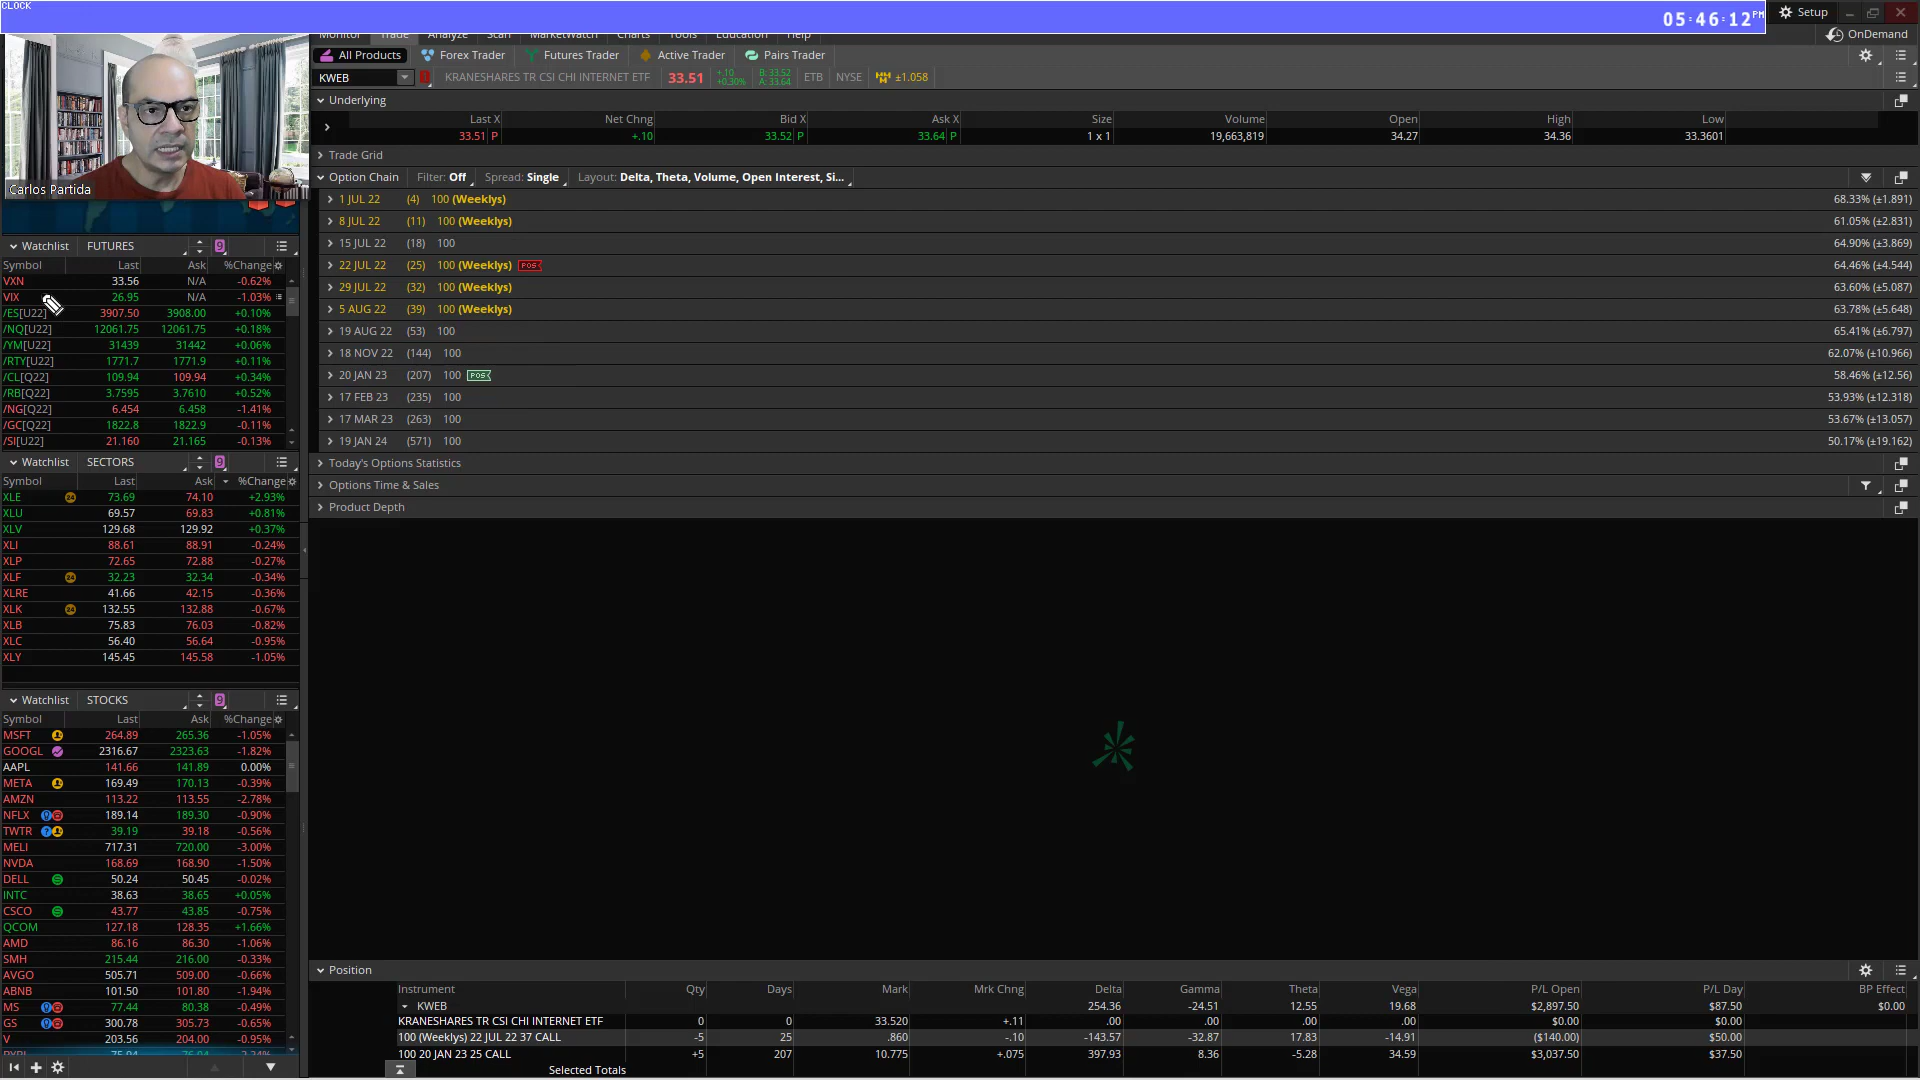 CLOCK
05:46:12 PM
Setup
Monitor Trade Analyze Scan MarketWatch Charts Tools Education Help
OnDemand
All Products Forex Trader Futures Trader Active Trader Pairs Trader
KWEB KRANESHARES TR CSI CHI INTERNET ETF 33.51 +.10 +0.30% B: 33.52 A: 33.64 ETB NYSE ±1.058
Underlying
Last X Net Chng Bid X Ask X Size Volume Open High Low
33.51 P +.10 33.52 P 33.64 P 1 x 1 19,663,819 34.27 34.36 33.3601
Trade Grid
Option Chain Filter: Off Spread: Single Layout: Delta, Theta, Volume, Open Interest, Si...
1 JUL 22 (4) 100 (Weeklys) 68.33% (±1.891)
8 JUL 22 (11) 100 (Weeklys) 61.05% (±2.831)
15 JUL 22 (18) 100 64.90% (±3.869)
22 JUL 22 (25) 100 (Weeklys) POS 64.46% (±4.544)
29 JUL 22 (32) 100 (Weeklys) 63.60% (±5.087)
5 AUG 22 (39) 100 (Weeklys) 63.78% (±5.648)
19 AUG 22 (53) 100 65.41% (±6.797)
18 NOV 22 (144) 100 62.07% (±10.966)
20 JAN 23 (207) 100 POS 58.46% (±12.56)
17 FEB 23 (235) 100 53.93% (±12.318)
17 MAR 23 (263) 100 53.67% (±13.057)
19 JAN 24 (571) 100 50.17% (±19.162)
Today's Options Statistics
Options Time & Sales
Product Depth
Carlos Partida
Watchlist FUTURES 9
Symbol Last Ask %Change
VXN 33.56 N/A -0.62%
VIX 26.95 N/A -1.03%
/ES[U22] 3907.50 3908.00 +0.10%
/NQ[U22] 12061.75 12061.75 +0.18%
/YM[U22] 31439 31442 +0.06%
/RTY[U22] 1771.7 1771.9 +0.11%
/CL[Q22] 109.94 109.94 +0.34%
/RB[Q22] 3.7595 3.7610 +0.52%
/NG[Q22] 6.454 6.458 -1.41%
/GC[Q22] 1822.8 1822.9 -0.11%
/SI[U22] 21.160 21.165 -0.13%
Watchlist SECTORS 9
Symbol Last Ask %Change
XLE 24 73.69 74.10 +2.93%
XLU 69.57 69.83 +0.81%
XLV 129.68 129.92 +0.37%
XLI 88.61 88.91 -0.24%
XLP 72.65 72.88 -0.27%
XLF 24 32.23 32.34 -0.34%
XLRE 41.66 42.15 -0.36%
XLK 24 132.55 132.88 -0.67%
XLB 75.83 76.03 -0.82%
XLC 56.40 56.64 -0.95%
XLY 145.45 145.58 -1.05%
Watchlist STOCKS 9
Symbol Last Ask %Change
MSFT 264.89 265.36 -1.05%
GOOGL 2316.67 2323.63 -1.82%
AAPL 141.66 141.89 0.00%
META 169.49 170.13 -0.39%
AMZN 113.22 113.55 -2.78%
NFLX 189.14 189.30 -0.90%
TWTR 39.19 39.18 -0.56%
MELI 717.31 720.00 -3.00%
NVDA 168.69 168.90 -1.50%
DELL 50.24 50.45 -0.02%
INTC 38.63 38.65 +0.05%
CSCO 43.77 43.85 -0.75%
QCOM 127.18 128.35 +1.66%
AMD 86.16 86.30 -1.06%
SMH 215.44 216.00 -0.33%
AVGO 505.71 509.00 -0.66%
ABNB 101.50 101.80 -1.94%
MS 77.44 80.38 -0.49%
GS 300.78 305.73 -0.65%
V 203.56 204.00 -0.95%
Position
Instrument Qty Days Mark Mrk Chng Delta Gamma Theta Vega P/L Open P/L Day BP Effect
KWEB 254.36 -24.51 12.55 19.68 $2,897.50 $87.50 $0.00
KRANESHARES TR CSI CHI INTERNET ETF 0 0 33.520 +.11 .00 .00 .00 .00 $0.00 $0.00
100 (Weeklys) 22 JUL 22 37 CALL -5 25 .860 -.10 -143.57 -32.87 17.83 -14.91 ($140.00) $50.00
100 20 JAN 23 25 CALL +5 207 10.775 +.075 397.93 8.36 -5.28 34.59 $3,037.50 $37.50
Selected Totals